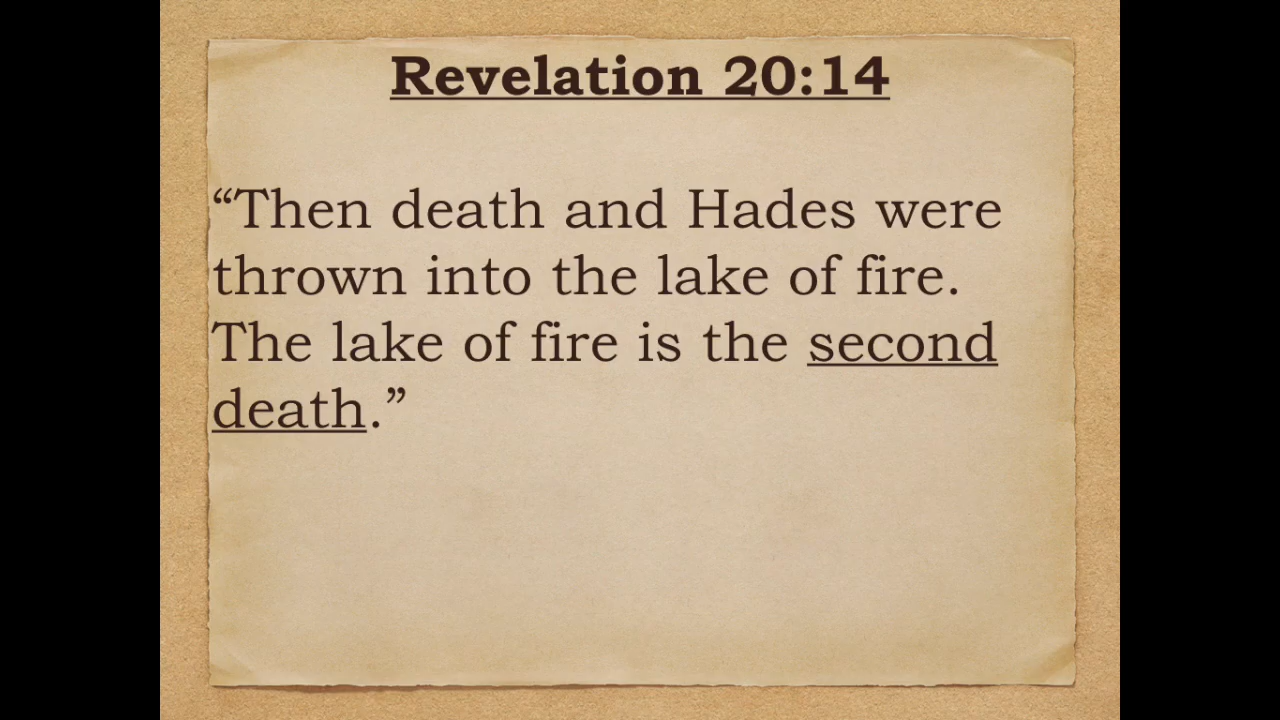 Revelation 20:14
“Then death and Hades were
thrown into the lake of fire.
The lake of fire is the second
death.”